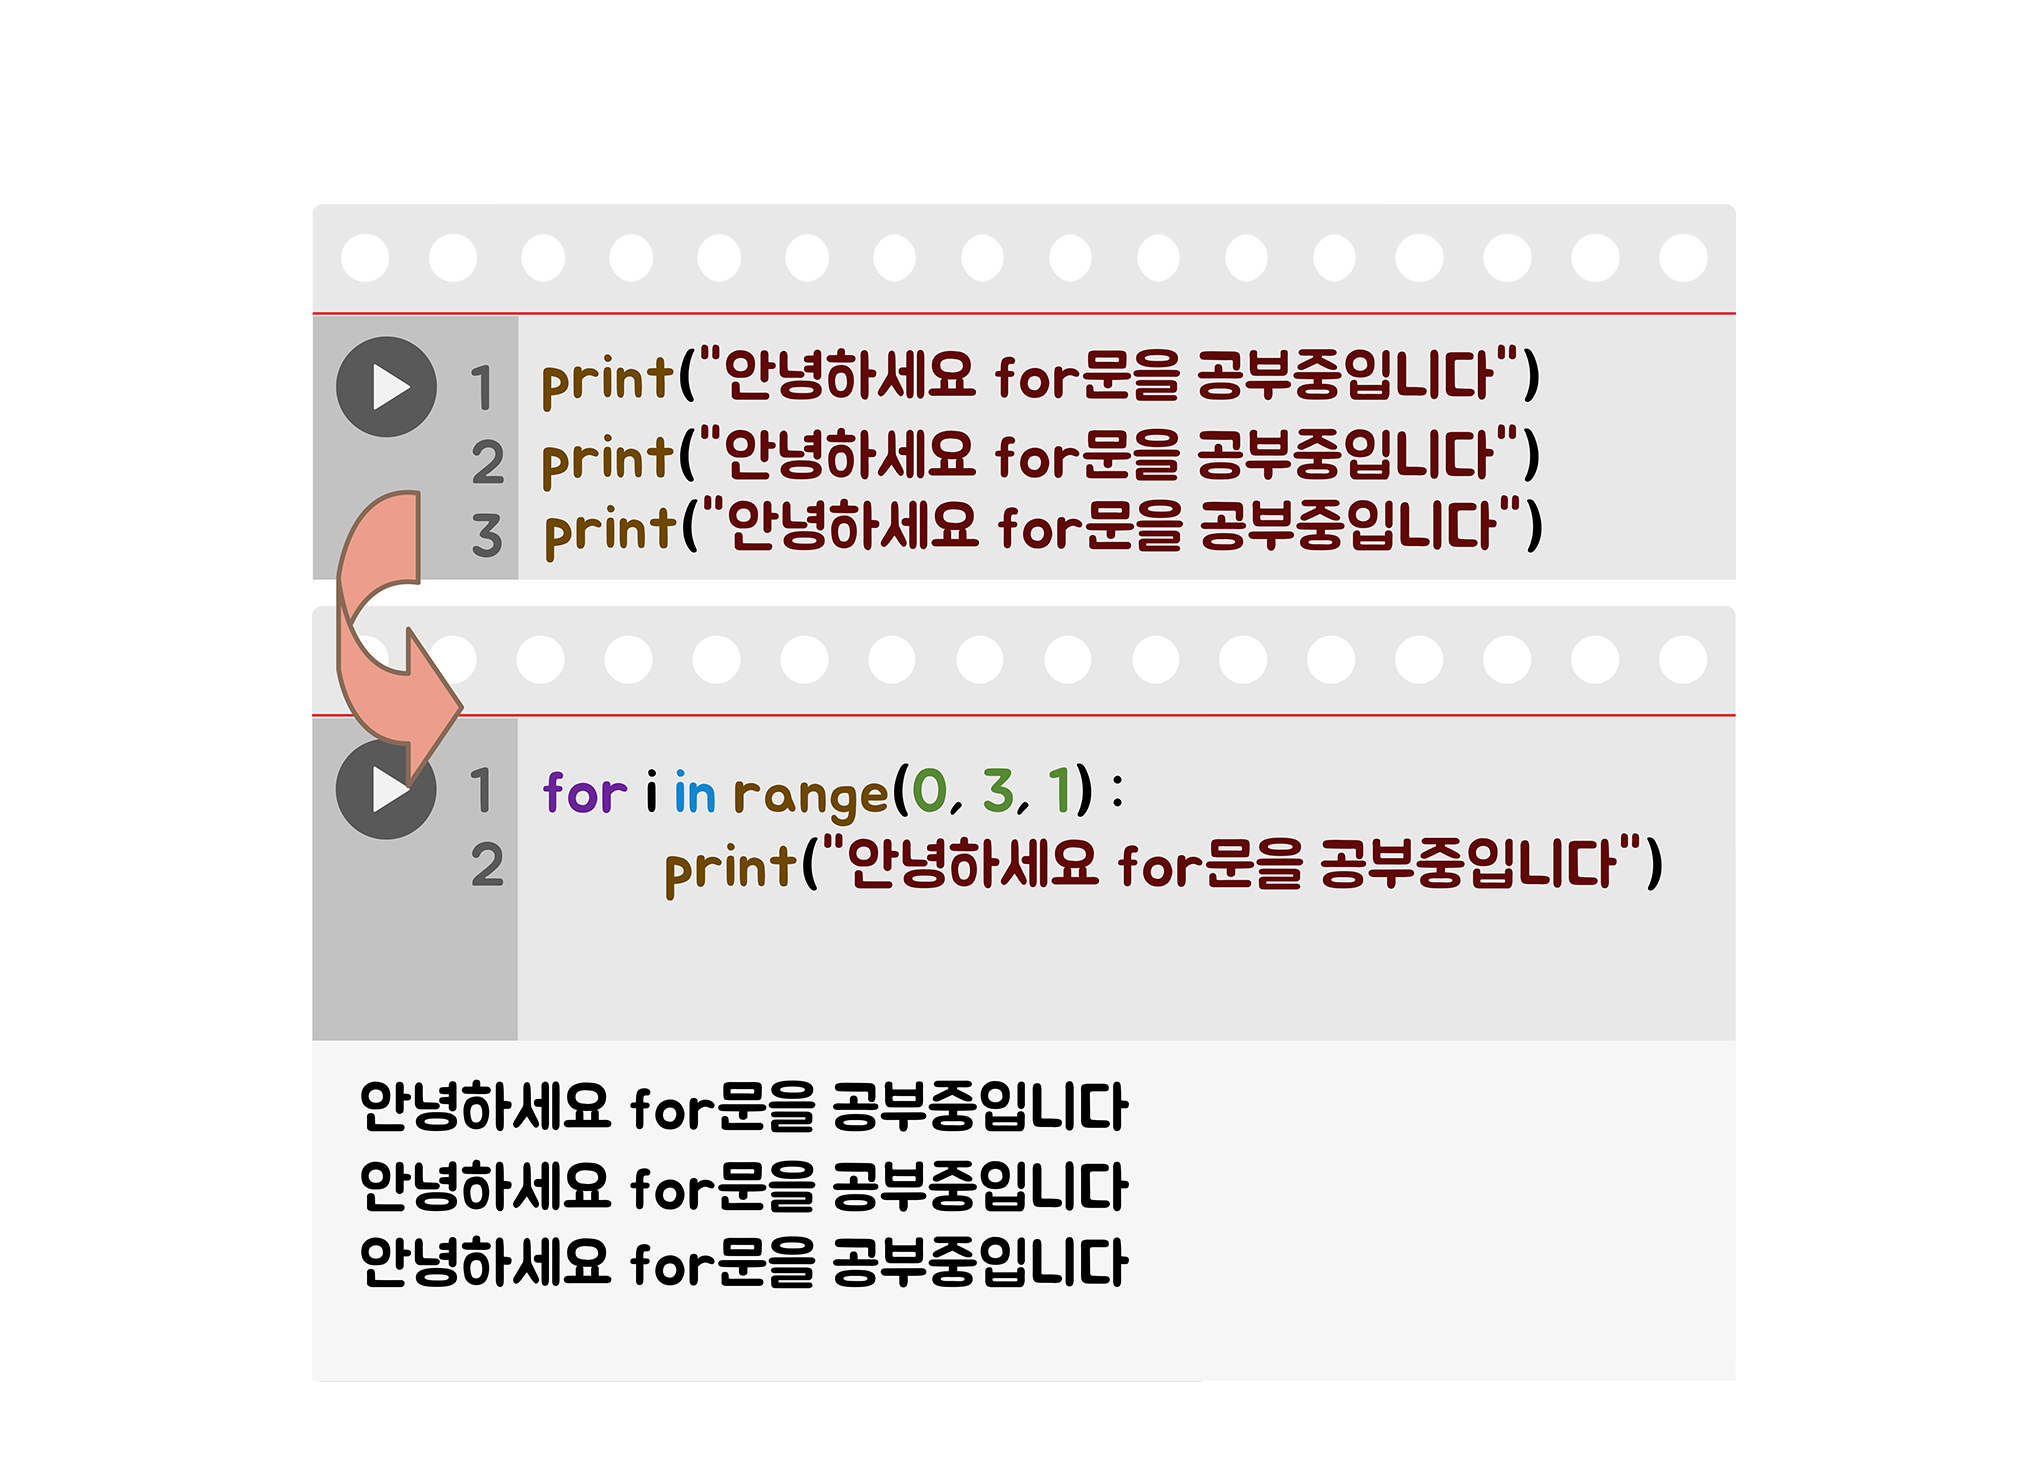 1 print("안녕하세요 for문을 공부중입니다")
2 print("안녕하세요 for문을 공부중입니다")
3 print("안녕하세요 for문을 공부중입니다")
1 for i in range(0, 3, 1) :
2 print("안녕하세요 for문을 공부중입니다")
안녕하세요 for문을 공부중입니다
안녕하세요 for문을 공부중입니다
안녕하세요 for문을 공부중입니다